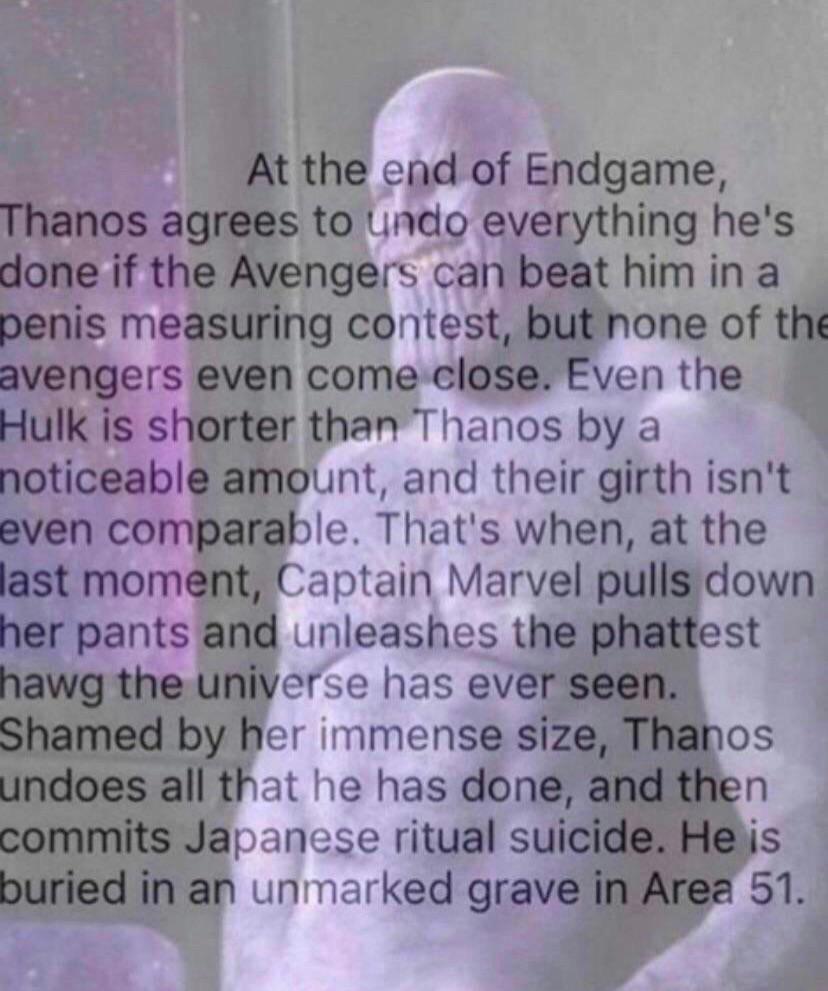 At the end of Endgame,
Thanos agrees to undo everything he's
done if the Avengers can beat him in a
penis measuring contest, but none of the
avengers even come close. Even the
Hulk is shorter than Thanos by a
noticeable amount, and their girth isn't
even comparable. That's when, at the
last moment, Captain Marvel pulls down
her pants and unleashes the phattest
hawg the universe has ever seen.
Shamed by her immense size, Thanos
undoes all that he has done, and then
commits Japanese ritual suicide. He is
buried in an unmarked grave in Area 51.